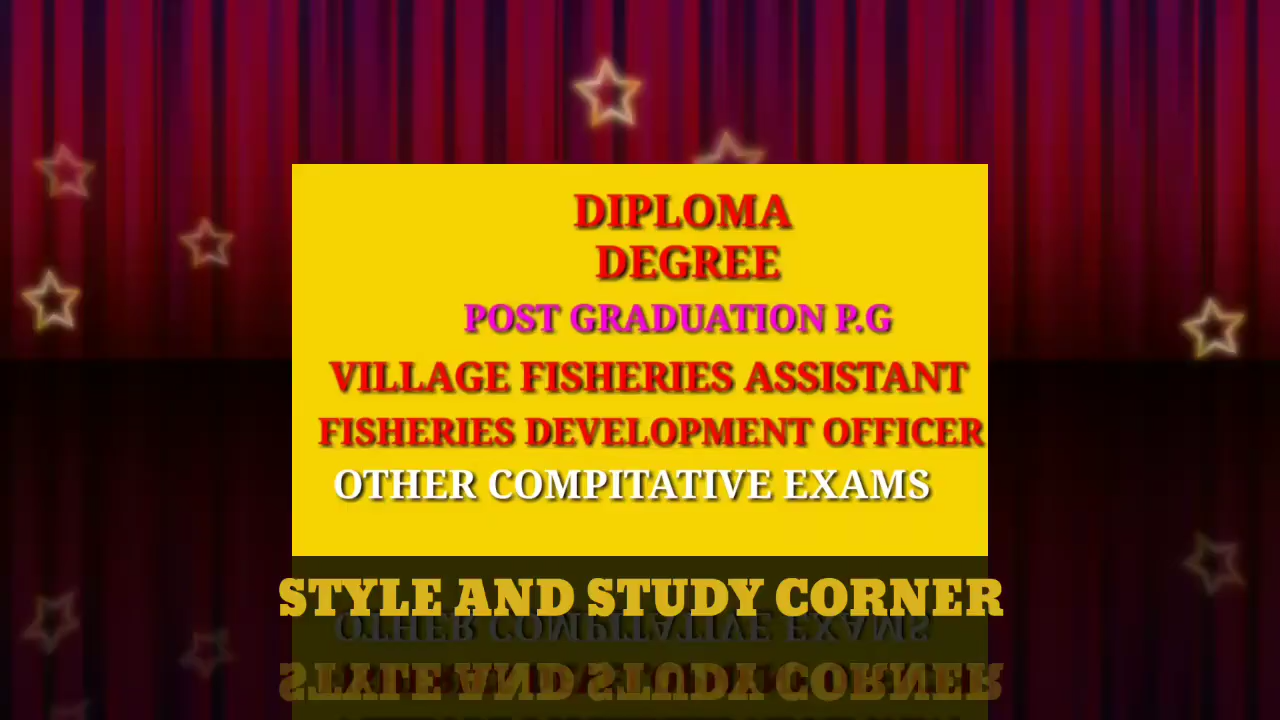 DIPLOMA
DEGREE
POST GRADUATION P.G
VILLAGE FISHERIES ASSISTANT
FISHERIES DEVELOPMENT OFFICER
OTHER COMPITATIVE EXAMS
STYLE AND STUDY CORNER